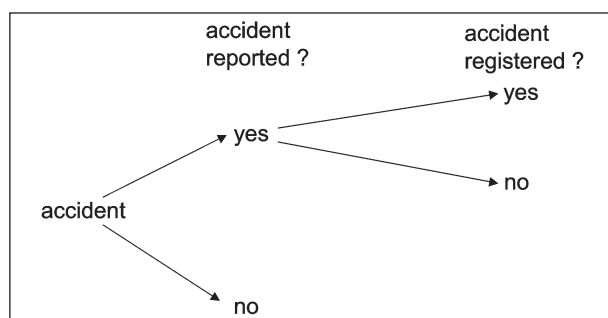 accident
reported ?
accident
registered ?
yes
yes
no
accident
no